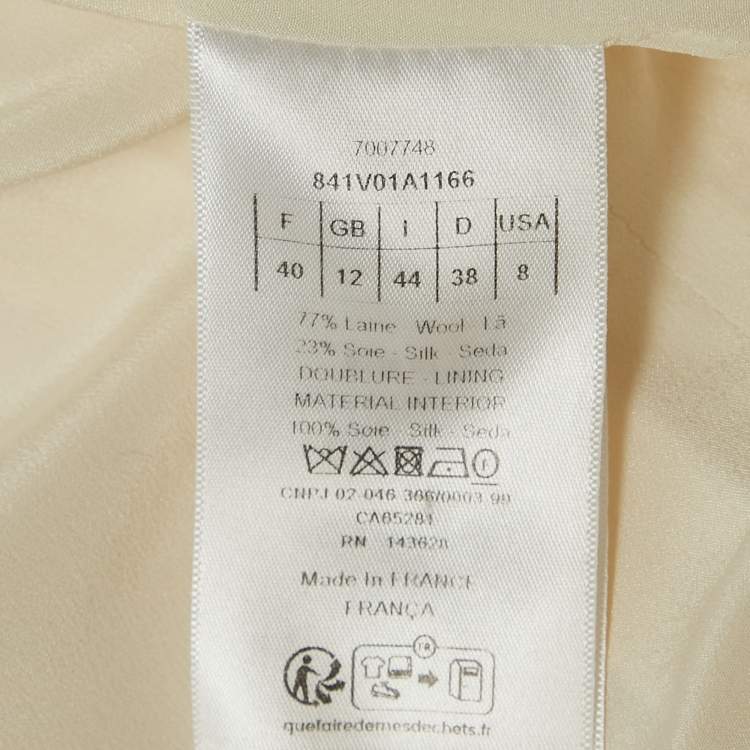 7007748
841V01A1166
F GB I D USA
40 12 44 38 8
77% Laine - Wool - Lã
23% Soie - Silk - Seda
DOUBLURE - LINING
MATERIAL INTERIOR
100% Soie - Silk - Seda
F
CNPJ 02-046 366/0003-99
CA65281
RN 143628
Made In FRANCE
FRANÇA
FR
quefairedemesdechets.fr